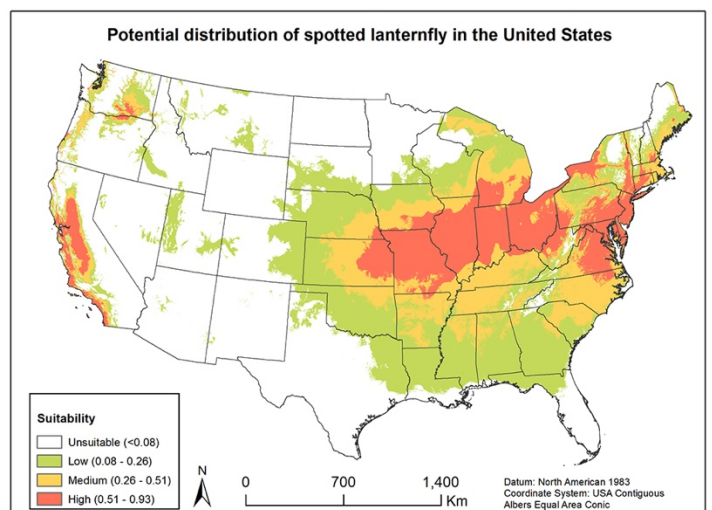 Potential distribution of spotted lanternfly in the United States
Suitability
Unsuitable (<0.08)
Low (0.08 - 0.26)
Medium (0.26 - 0.51)
High (0.51 - 0.93)
N
0 700 1,400
Km
Datum: North American 1983
Coordinate System: USA Contiguous
Albers Equal Area Conic